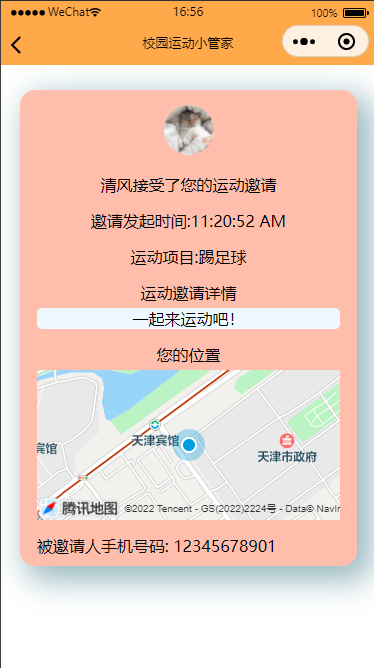 WeChat
16:56
100%
校园运动小管家
清风接受了您的运动邀请
邀请发起时间:11:20:52 AM
运动项目:踢足球
运动邀请详情
一起来运动吧!
您的位置
宾馆
天津宾馆
天津市政府
腾讯地图
©2022 Tencent - GS(2022)2224号 - Data© NavIn
被邀请人手机号码: 12345678901